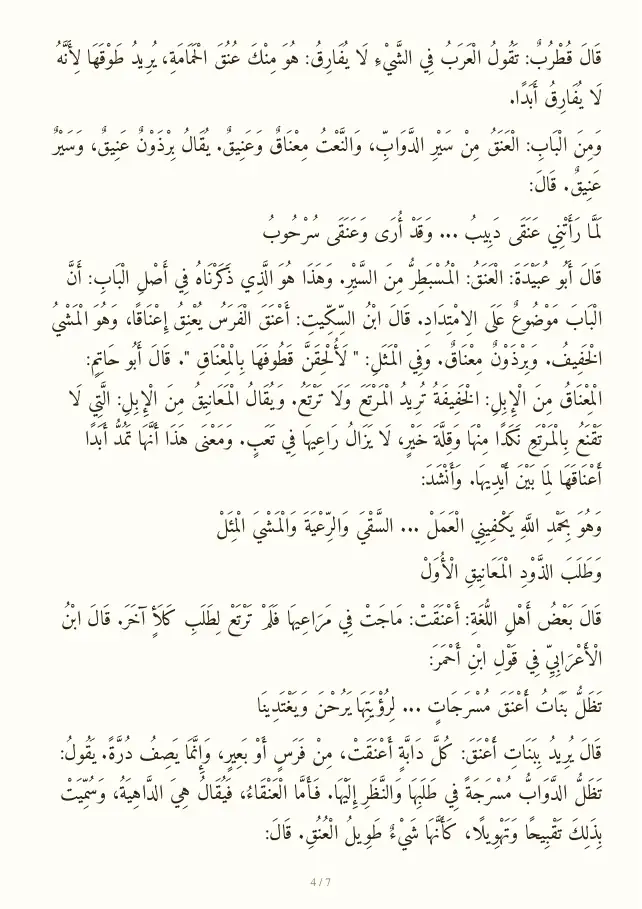 قَالَ قُطْرُبٌ: تَقُولُ الْعَرَبُ فِي الشَّيْءِ لَا يُفَارِقُ: هُوَ مِنْكَ عُنُقَ الْحَمَامَةِ، يُرِيدُ طَوْقَهَا لِأَنَّهُ
لَا يُفَارِقُ أَبَدًا.
وَمِنَ الْبَابِ: الْعَنَقُ مِنْ سَيْرِ الدَّوَابِّ، وَالنَّعْتُ مِعْنَاقٌ وَعَنِيقٌ. يُقَالُ بِرْذَوْنٌ عَنِيقٌ، وَسَيْرٌ
عَنِيقٌ. قَالَ:
لَمَّا رَأَتْنِي عَنَقَى دَبِيبُ ... وَقَدْ أُرَى وَعَنَقَى سُرْحُوبُ
قَالَ أَبُو عُبَيْدَةَ: الْعَنَقُ: الْمُسْبَطِرُّ مِنَ السَّيْرِ. وَهَذَا هُوَ الَّذِي ذَكَرْنَاهُ فِي أَصْلِ الْبَابِ: أَنَّ
الْبَابَ مَوْضُوعٌ عَلَى الِامْتِدَادِ. قَالَ ابْنُ السِّكِّيتِ: أَعْنَقَ الْفَرَسُ يُعْنِقُ إِعْنَاقًا، وَهُوَ الْمَشْيُ
الْخَفِيفُ. وَبِرْذَوْنٌ مِعْنَاقٌ. وَفِي الْمَثَلِ: " لَأُلْحِقَنَّ قَطُوفَهَا بِالْمِعْنَاقِ ". قَالَ أَبُو حَاتِمٍ:
الْمِعْنَاقُ مِنَ الْإِبِلِ: الْخَفِيفَةُ تُرِيدُ الْمَرْتَعَ وَلَا تَرْتَعُ. وَيُقَالُ الْمَعَانِيقُ مِنَ الْإِبِلِ: الَّتِي لَا
تَقْنَعُ بِالْمَرْتَعِ نَكَدًا مِنْهَا وَقِلَّةَ خَيْرٍ، لَا يَزَالُ رَاعِيهَا فِي تَعَبٍ. وَمَعْنَى هَذَا أَنَّهَا تَمُدُّ أَبَدًا
أَعْنَاقَهَا لِمَا بَيْنَ أَيْدِيهَا. وَأَنْشَدَ:
وَهُوَ بِحَمْدِ اللَّهِ يَكْفِينِي الْعَمَلْ ... السَّقْيَ وَالرِّعْيَةَ وَالْمَشْيَ الْمِئَلْ
وَطَلَبَ الذَّوْدِ الْمَعَانِيقِ الْأُوَلْ
قَالَ بَعْضُ أَهْلِ اللُّغَةِ: أَعْنَقَتْ: مَاجَتْ فِي مَرَاعِيهَا فَلَمْ تَرْتَعْ لِطَلَبِ كَلَأٍ آخَرَ. قَالَ ابْنُ
الْأَعْرَابِيِّ فِي قَوْلِ ابْنِ أَحْمَرَ:
تَظَلُّ بَنَاتُ أَعْنَقَ مُسْرَجَاتٍ ... لِرُؤْيَتِهَا يَرُحْنَ وَيَغْتَدِينَا
قَالَ يُرِيدُ بِبَنَاتِ أَعْنَقَ: كُلَّ دَابَّةٍ أَعْنَقَتْ، مِنْ فَرَسٍ أَوْ بَعِيرٍ، وَإِنَّمَا يَصِفُ دُرَّةً. يَقُولُ:
تَظَلُّ الدَّوَابُّ مُسْرَجَةً فِي طَلَبِهَا وَالنَّظَرِ إِلَيْهَا. فَأَمَّا الْعَنْقَاءُ، فَيُقَالُ هِيَ الدَّاهِيَةُ، وَسُمِّيَتْ
بِذَلِكَ تَقْبِيحًا وَتَهْوِيلًا، كَأَنَّهَا شَيْءٌ طَوِيلُ الْعُنُقِ. قَالَ:
4 / 7